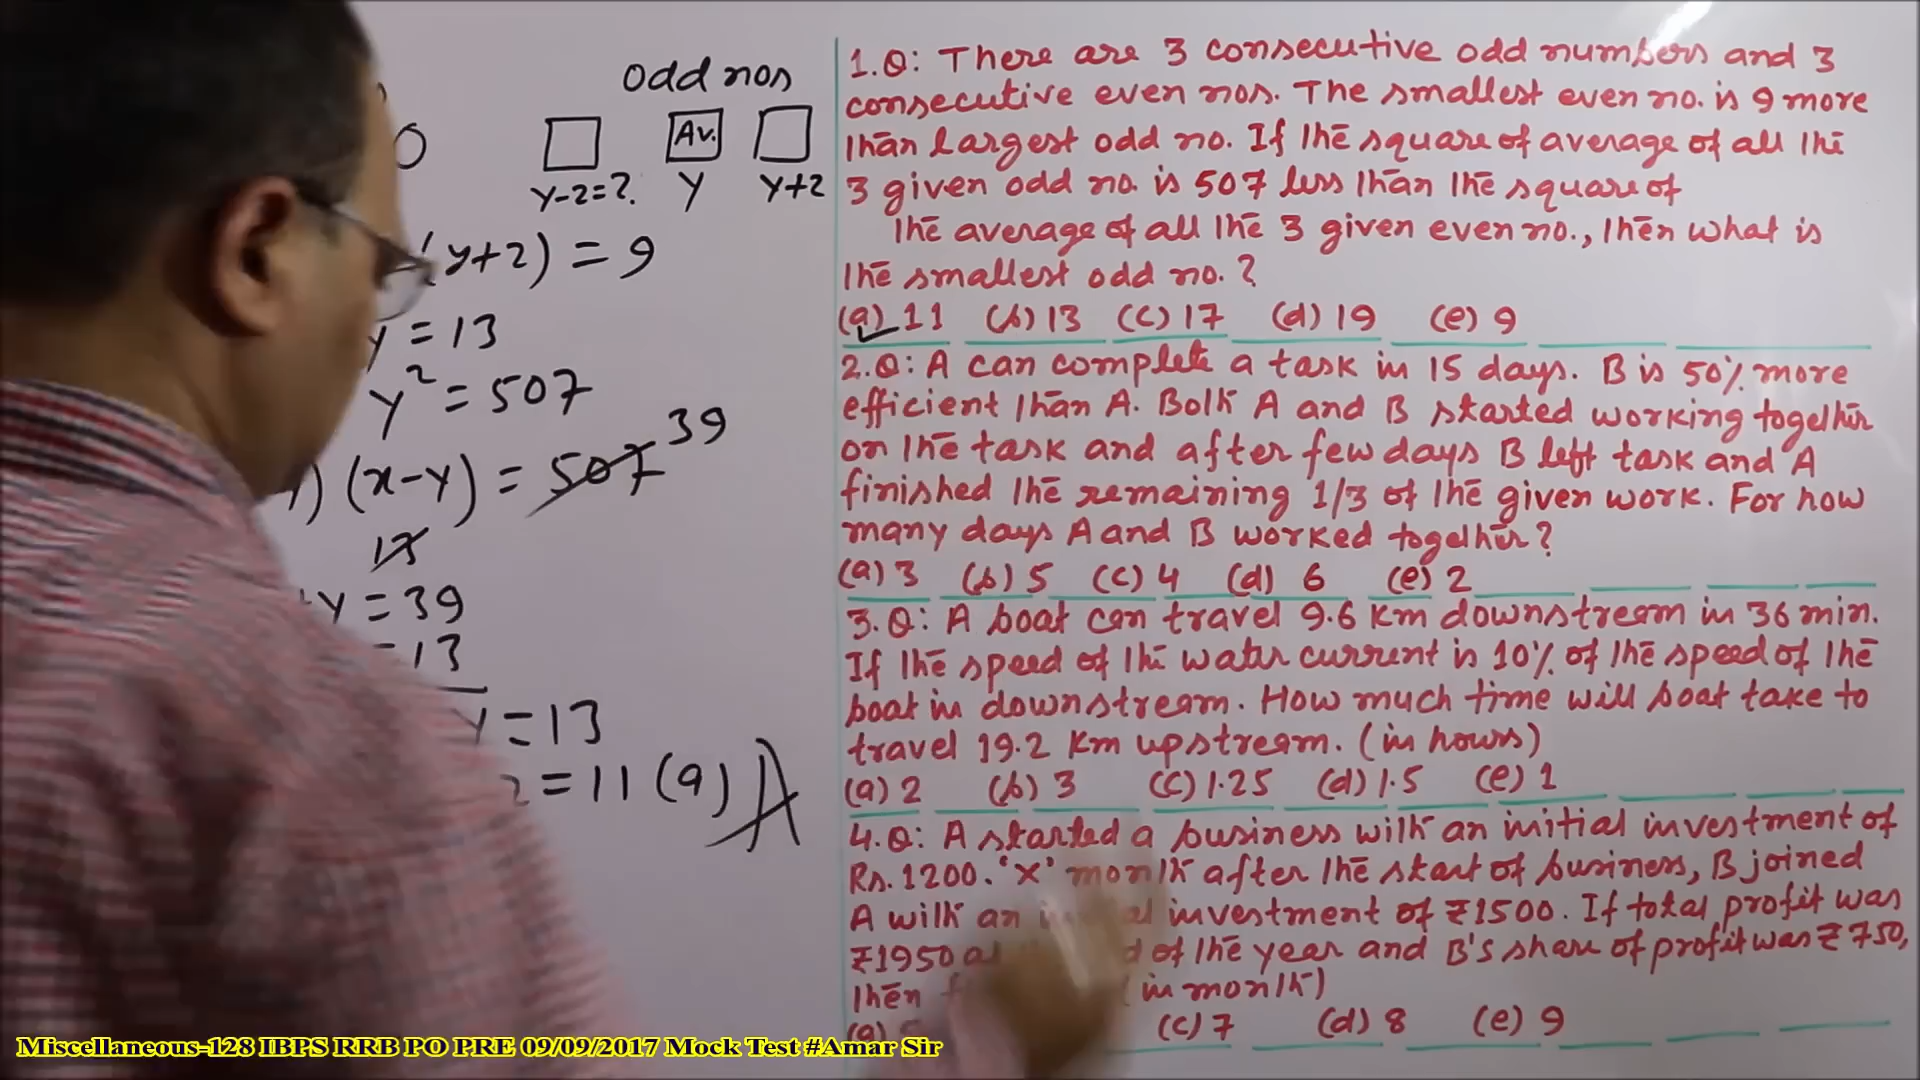 odd nos
Av.
y-2=? y y+2
(y+2) = 9
y = 13
y² = 507
) (x-y) = 507 39
13
y = 39
= 13
y = 13
2 = 11 (a) A
1.Q: There are 3 consecutive odd numbers and 3
consecutive even nos. The smallest even no. is 9 more
than largest odd no. If the square of average of all the
3 given odd no. is 507 less than the square of
the average of all the 3 given even no., then what is
the smallest odd no. ?
(a) 11 (b) 13 (c) 17 (d) 19 (e) 9
2.Q: A can complete a task in 15 days. B is 50% more
efficient than A. Both A and B started working together
on the task and after few days B left task and A
finished the remaining 1/3 of the given work. For how
many days A and B worked together?
(a) 3 (b) 5 (c) 4 (d) 6 (e) 2
3.Q: A boat can travel 9.6 km downstream in 36 min.
If the speed of the water current is 10% of the speed of the
boat in downstream. How much time will boat take to
travel 19.2 km upstream. (in hours)
(a) 2 (b) 3 (c) 1.25 (d) 1.5 (e) 1
4.Q: A started a business with an initial investment of
Rs. 1200. 'x' month after the start of business, B joined
A with an investment of ₹1500. If total profit was
₹1950 of the year and B's share of profit was ₹750,
then (in month)
(a) (c) 7 (d) 8 (e) 9
Miscellaneous-128 IBPS RRB PO PRE 09/09/2017 Mock Test #Amar Sir